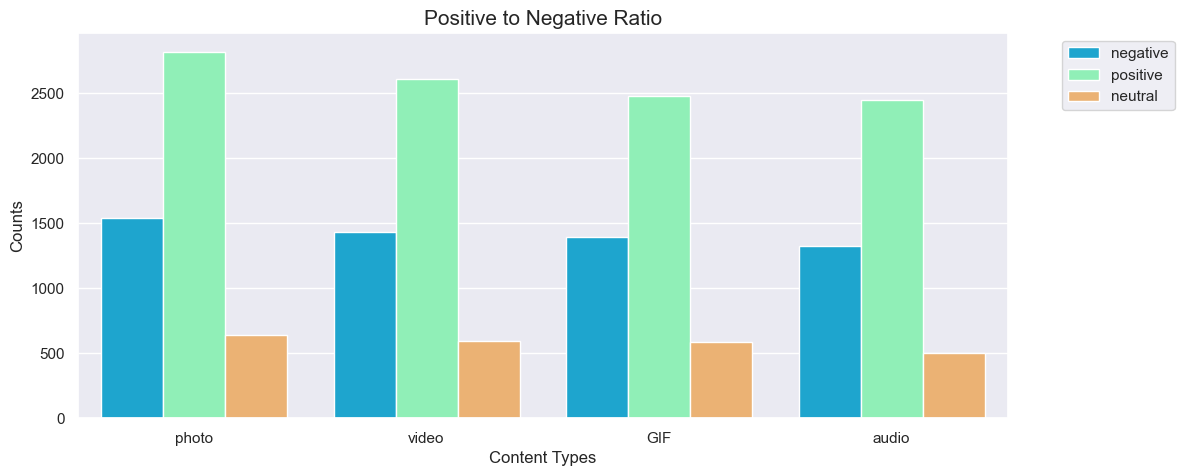 Positive to Negative Ratio
negative
positive
neutral
Counts
2500
2000
1500
1000
500
0
photo video GIF audio
Content Types